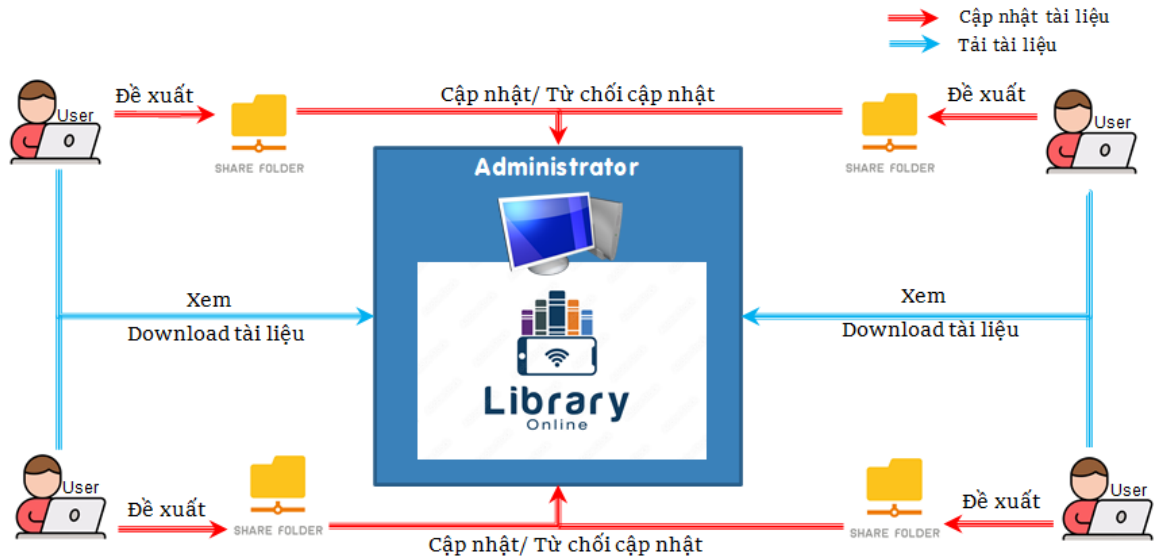 Cập nhật tài liệu
Tải tài liệu
User
Đề xuất
SHARE FOLDER
Cập nhật/ Từ chối cập nhật
SHARE FOLDER
Đề xuất
User
Administrator
Xem
Download tài liệu
Library
Online
Xem
Download tài liệu
User
Đề xuất
SHARE FOLDER
Cập nhật/ Từ chối cập nhật
SHARE FOLDER
Đề xuất
User